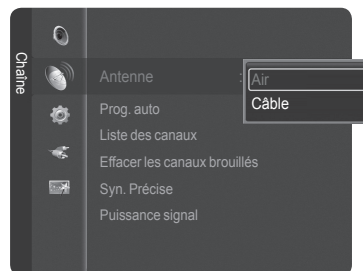 Chaîne
Antenne : Air
Câble
Prog. auto
Liste des canaux
Effacer les canaux brouillés
Syn. Précise
Puissance signal